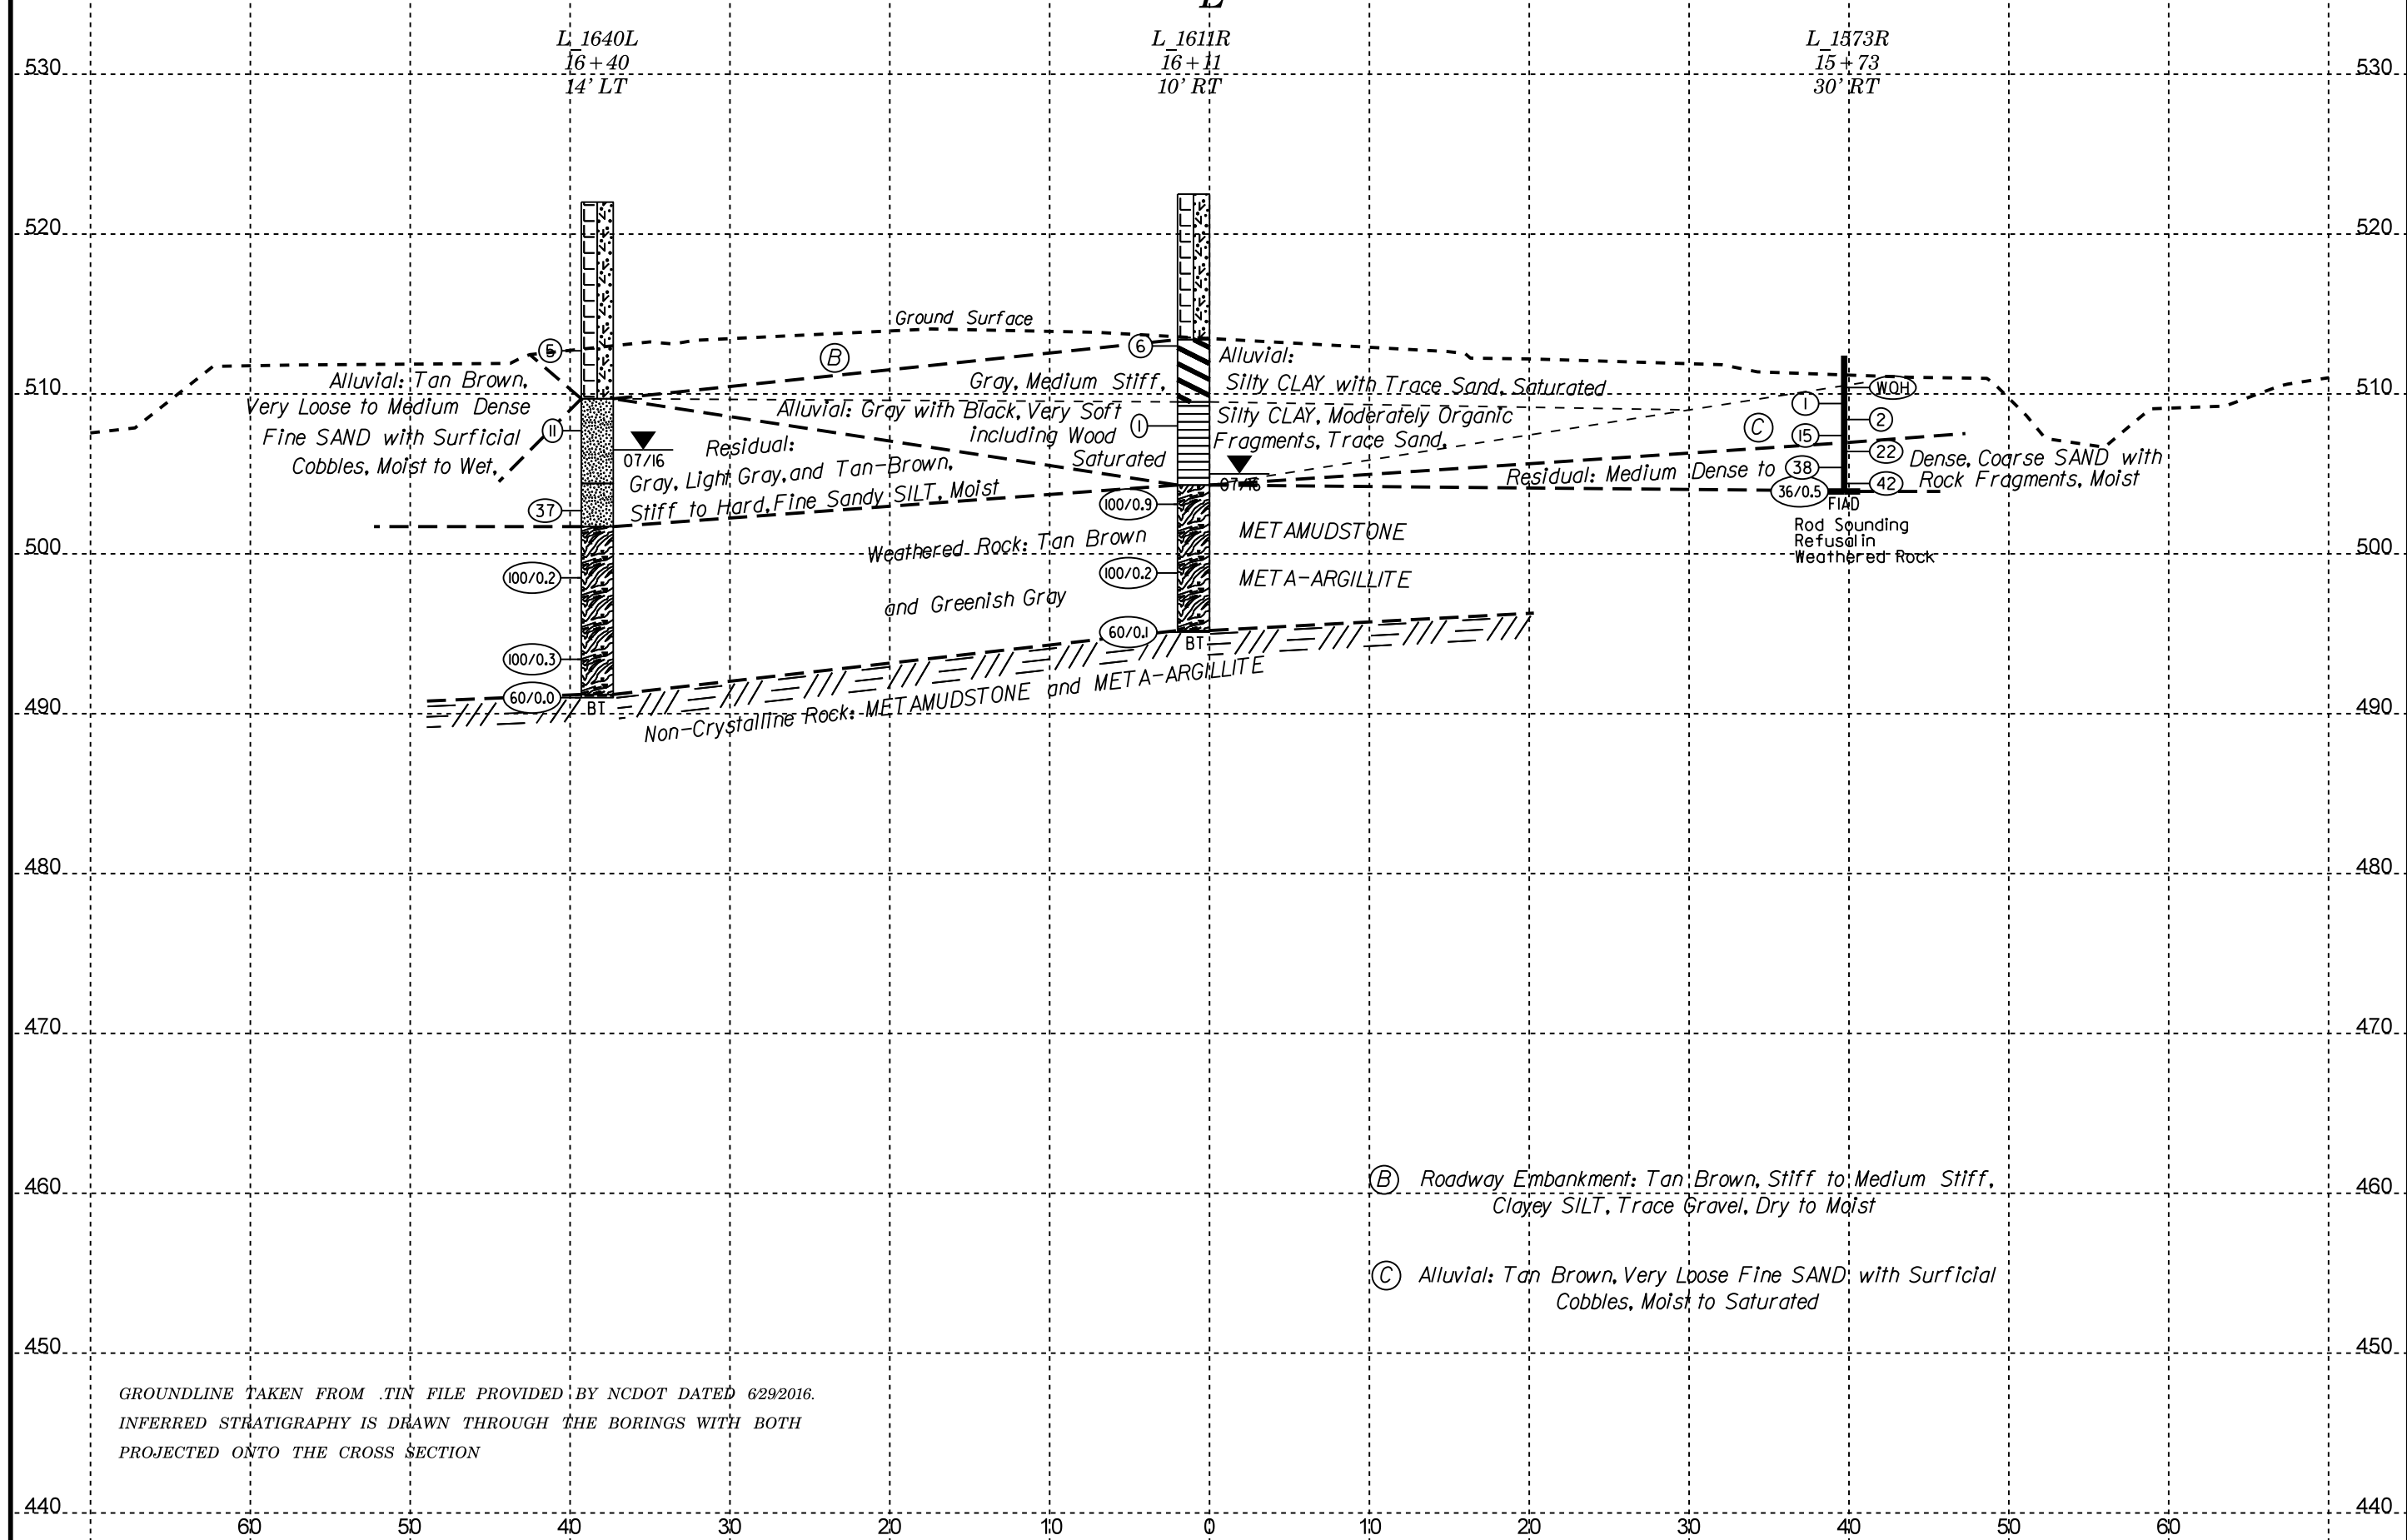 L
L_1640L
16+40
14' LT
L_1611R
16+11
10' RT
L_1573R
15+73
30' RT
530
530
520
520
Ground Surface
B
5
6
Alluvial:
Gray, Medium Stiff,
Silty CLAY with Trace Sand, Saturated
510
510
WOH
Alluvial: Tan Brown,
Very Loose to Medium Dense
Fine SAND with Surficial
Cobbles, Moist to Wet,
11
Alluvial: Gray with Black, Very Soft
Silty CLAY, Moderately Organic
including Wood
Fragments, Trace Sand,
Saturated
1
C
1
2
15
22
38
42
36/0.5
07/16
07/16
Residual:
Gray, Light Gray, and Tan-Brown,
Stiff to Hard, Fine Sandy SILT, Moist
Residual: Medium Dense to
Dense, Coarse SAND with
Rock Fragments, Moist
37
100/0.9
FIAD
Rod Sounding
Refusalin
Weathered Rock
Weathered Rock: Tan Brown
METAMUDSTONE
500
500
100/0.2
100/0.2
META-ARGILLITE
and Greenish Gray
60/0.1
BT
100/0.3
60/0.0
BT
Non-Crystalline Rock: METAMUDSTONE and META-ARGILLITE
490
490
480
480
470
470
460
460
B Roadway Embankment: Tan Brown, Stiff to Medium Stiff,
Clayey SILT, Trace Gravel, Dry to Moist
C Alluvial: Tan Brown, Very Loose Fine SAND with Surficial
Cobbles, Moist to Saturated
450
450
GROUNDLINE TAKEN FROM .TIN FILE PROVIDED BY NCDOT DATED 6/29/2016.
INFERRED STRATIGRAPHY IS DRAWN THROUGH THE BORINGS WITH BOTH
PROJECTED ONTO THE CROSS SECTION
440
440
60 50 40 30 20 10 0 10 20 30 40 50 60